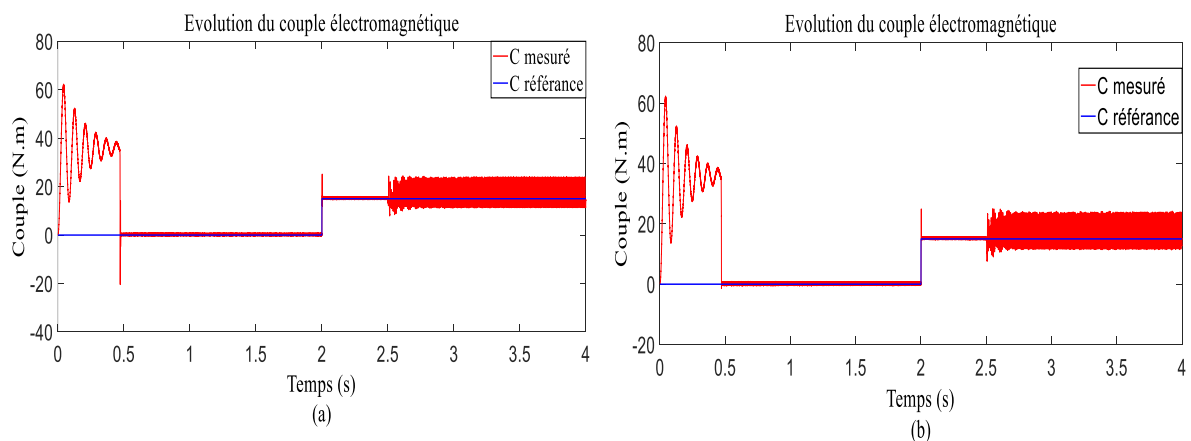 Evolution du couple électromagnétique
80
60
40
20
0
-20
-40
Couple (N.m)
C mesuré
C référance
0 0.5 1 1.5 2 2.5 3 3.5 4
Temps (s)
(a)
Evolution du couple électromagnétique
80
60
40
20
0
-20
Couple (N.m)
C mesuré
C référance
0 0.5 1 1.5 2 2.5 3 3.5 4
Temps (s)
(b)